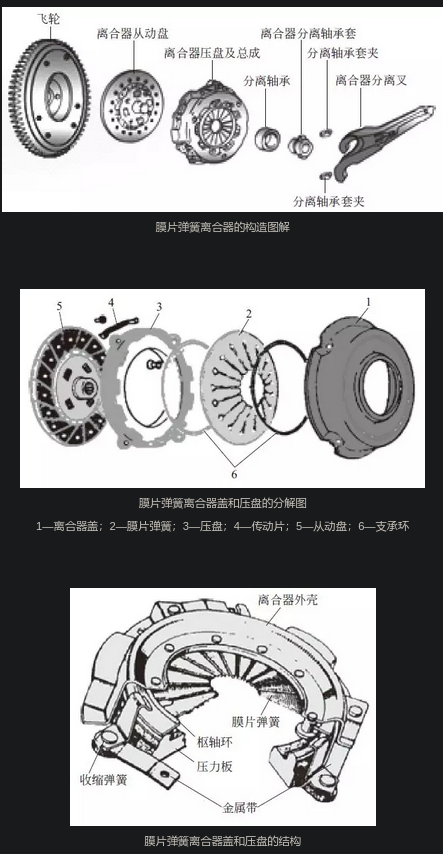 飞轮
离合器从动盘
离合器压盘及总成
离合器分离轴承套
分离轴承套夹
分离轴承
离合器分离叉
分离轴承套夹
膜片弹簧离合器的构造图解
5
4
3
2
1
6
膜片弹簧离合器盖和压盘的分解图
1—离合器盖；2—膜片弹簧；3—压盘；4—传动片；5—从动盘；6—支承环
离合器外壳
膜片弹簧
枢轴环
压力板
收缩弹簧
金属带
膜片弹簧离合器盖和压盘的结构